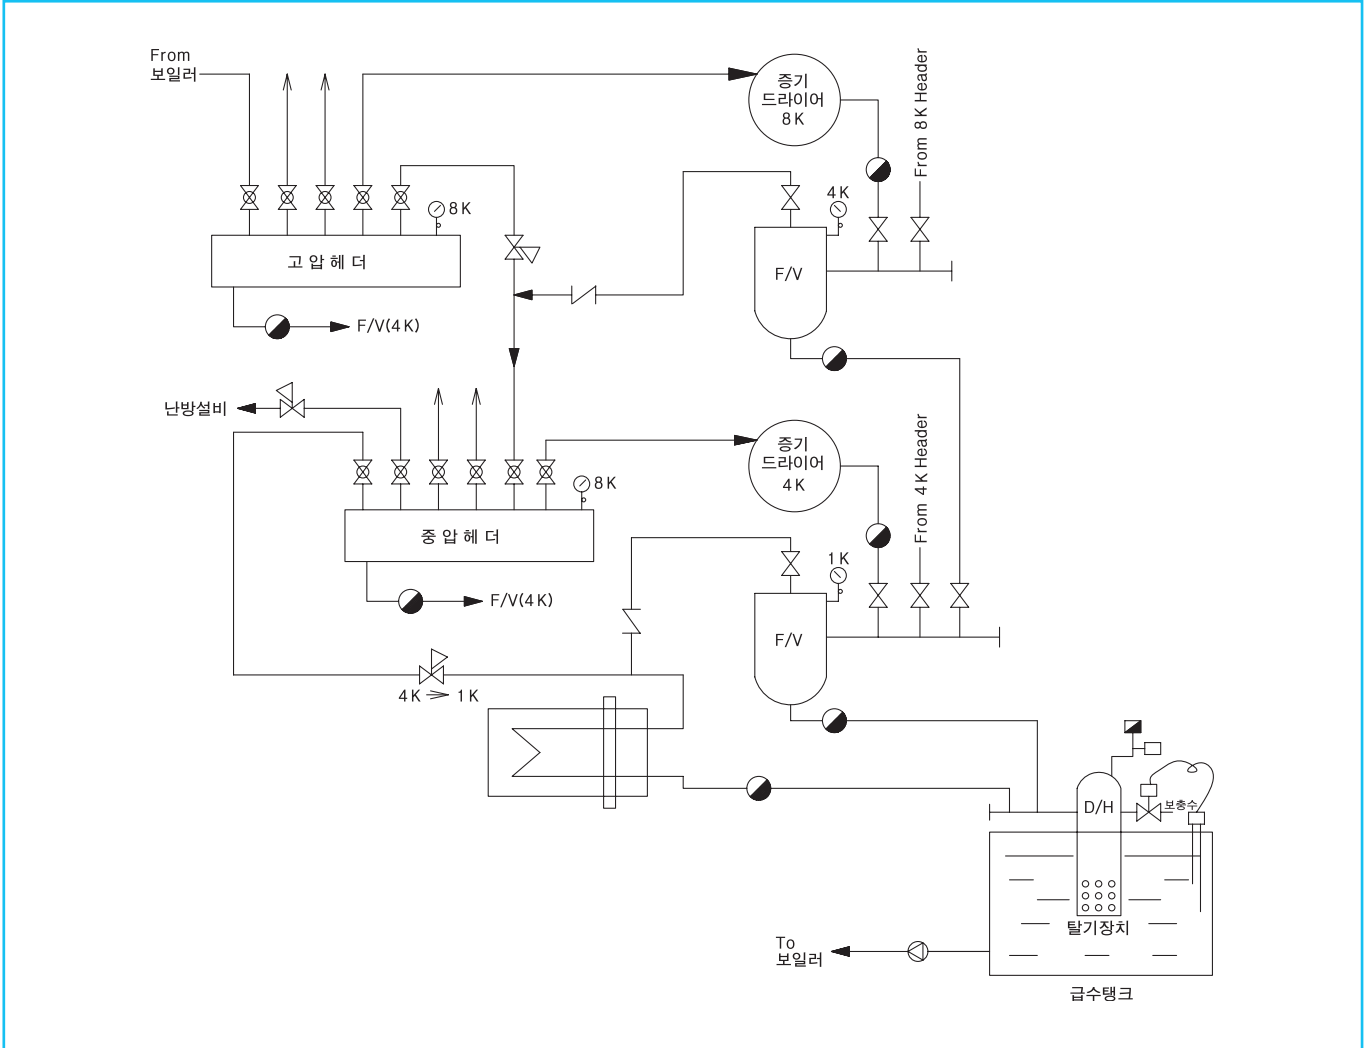 From
보일러
증기
드라이어
8K
From 8K Header
8K
4K
고압헤더
F/V
F/V(4K)
난방설비
증기
드라이어
4K
From 4K Header
8K
중압헤더
1K
F/V(4K)
F/V
4K 1K
D/H
보충수
탈기장치
To
보일러
급수탱크